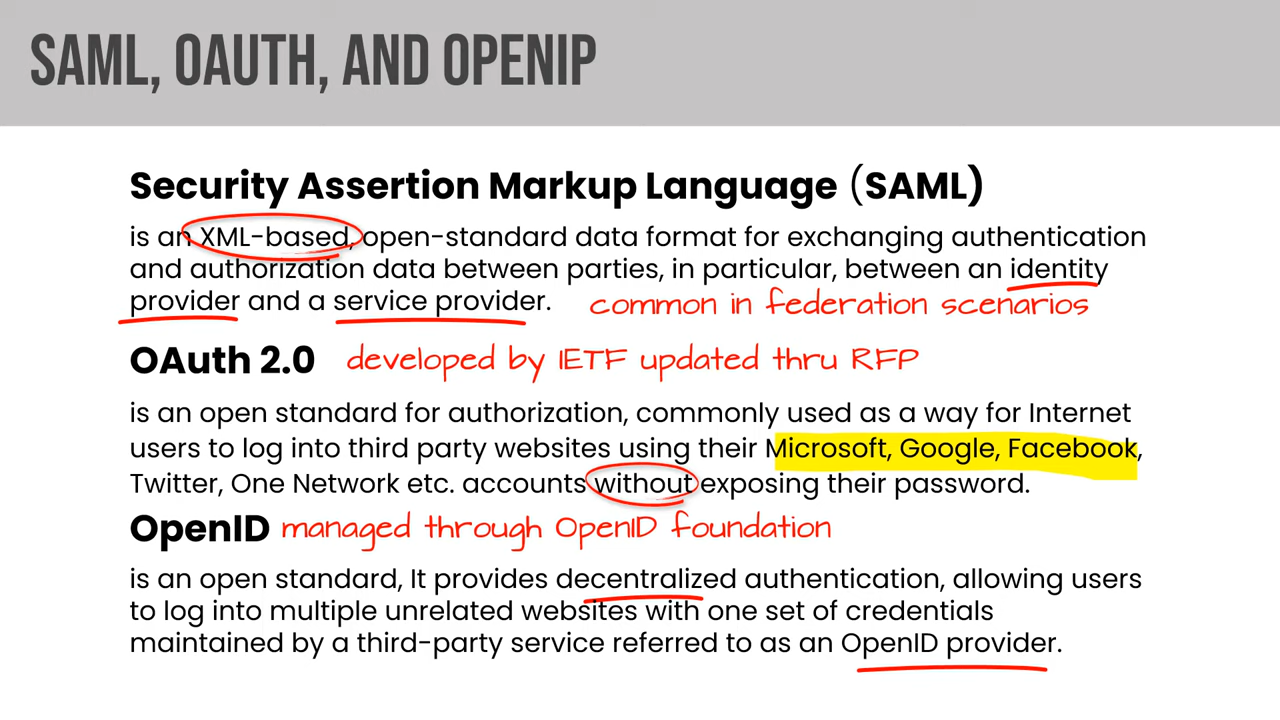 SAML, OAUTH, AND OPENIP
Security Assertion Markup Language (SAML)
is an XML-based, open-standard data format for exchanging authentication
and authorization data between parties, in particular, between an identity
provider and a service provider. common in federation scenarios
OAuth 2.0 developed by IETF updated thru RFP
is an open standard for authorization, commonly used as a way for Internet
users to log into third party websites using their Microsoft, Google, Facebook,
Twitter, One Network etc. accounts without exposing their password.
OpenID managed through OpenID foundation
is an open standard, It provides decentralized authentication, allowing users
to log into multiple unrelated websites with one set of credentials
maintained by a third-party service referred to as an OpenID provider.